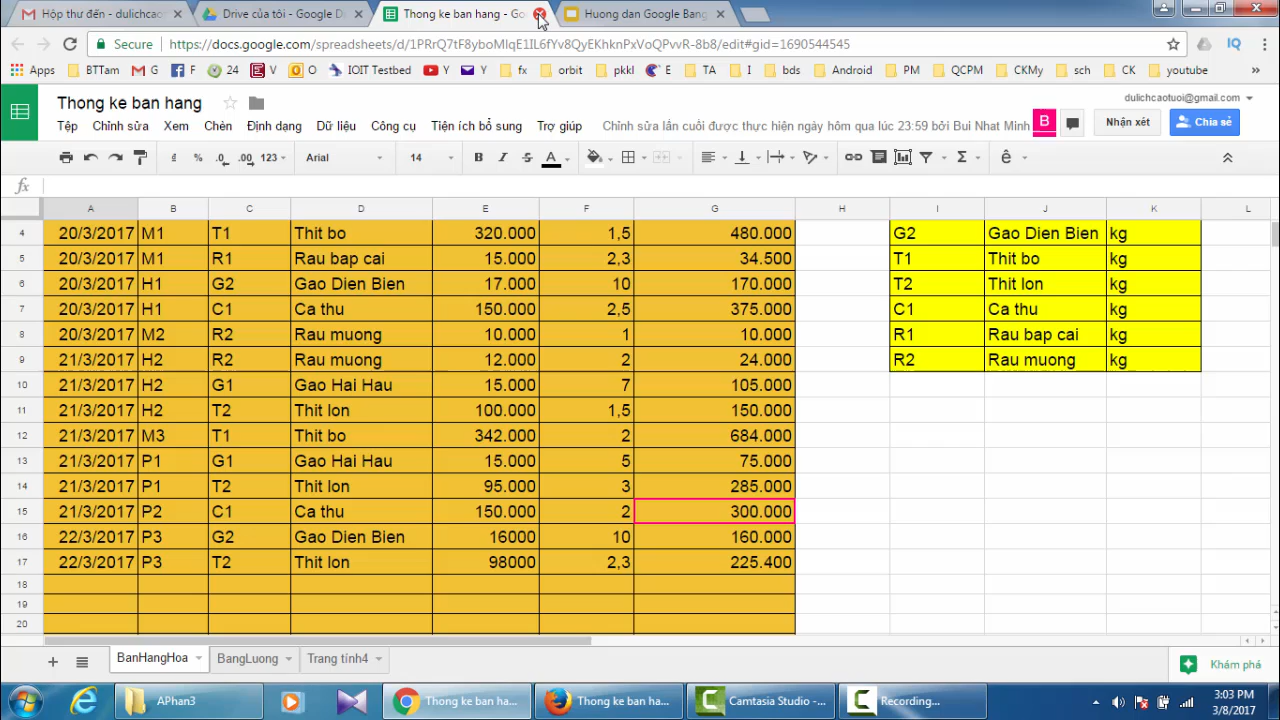 Hộp thư đến - dulichcao
Drive của tôi - Google D
Thong ke ban hang - Go
Huong dan Google Bang
Secure
https://docs.google.com/spreadsheets/d/1PRrQ7tF8yboMIqE1IL6fYv8QyEKhknPxVoQPvvR-8b8/edit#gid=1690544545
Apps BTTam G F 24 V O IOIT Testbed Y Y fx orbit pkkl E TA I bds Android PM QCPM CKMy sch CK youtube »
Thong ke ban hang
dulichcaotuoi@gmail.com
Tệp Chỉnh sửa Xem Chèn Định dạng Dữ liệu Công cụ Tiện ích bổ sung Trợ giúp Chỉnh sửa lần cuối được thực hiện ngày hôm qua lúc 23:59 bởi Bui Nhat Minh B Nhận xét Chia sẻ
₫ % .0 .00 123 Arial 14 B I S A Σ ê
fx
A B C D E F G H I J K L
4 20/3/2017 M1 T1 Thit bo 320.000 1,5 480.000 G2 Gao Dien Bien kg
5 20/3/2017 M1 R1 Rau bap cai 15.000 2,3 34.500 T1 Thit bo kg
6 20/3/2017 H1 G2 Gao Dien Bien 17.000 10 170.000 T2 Thit lon kg
7 20/3/2017 H1 C1 Ca thu 150.000 2,5 375.000 C1 Ca thu kg
8 20/3/2017 M2 R2 Rau muong 10.000 1 10.000 R1 Rau bap cai kg
9 21/3/2017 H2 R2 Rau muong 12.000 2 24.000 R2 Rau muong kg
10 21/3/2017 H2 G1 Gao Hai Hau 15.000 7 105.000
11 21/3/2017 H2 T2 Thit lon 100.000 1,5 150.000
12 21/3/2017 M3 T1 Thit bo 342.000 2 684.000
13 21/3/2017 P1 G1 Gao Hai Hau 15.000 5 75.000
14 21/3/2017 P1 T2 Thit lon 95.000 3 285.000
15 21/3/2017 P2 C1 Ca thu 150.000 2 300.000
16 22/3/2017 P3 G2 Gao Dien Bien 16000 10 160.000
17 22/3/2017 P3 T2 Thit lon 98000 2,3 225.400
18
19
20
BanHangHoa BangLuong Trang tính4 Khám phá
APhan3 Thong ke ban ha... Thong ke ban ha... Camtasia Studio -... Recording...
3:03 PM
3/8/2017